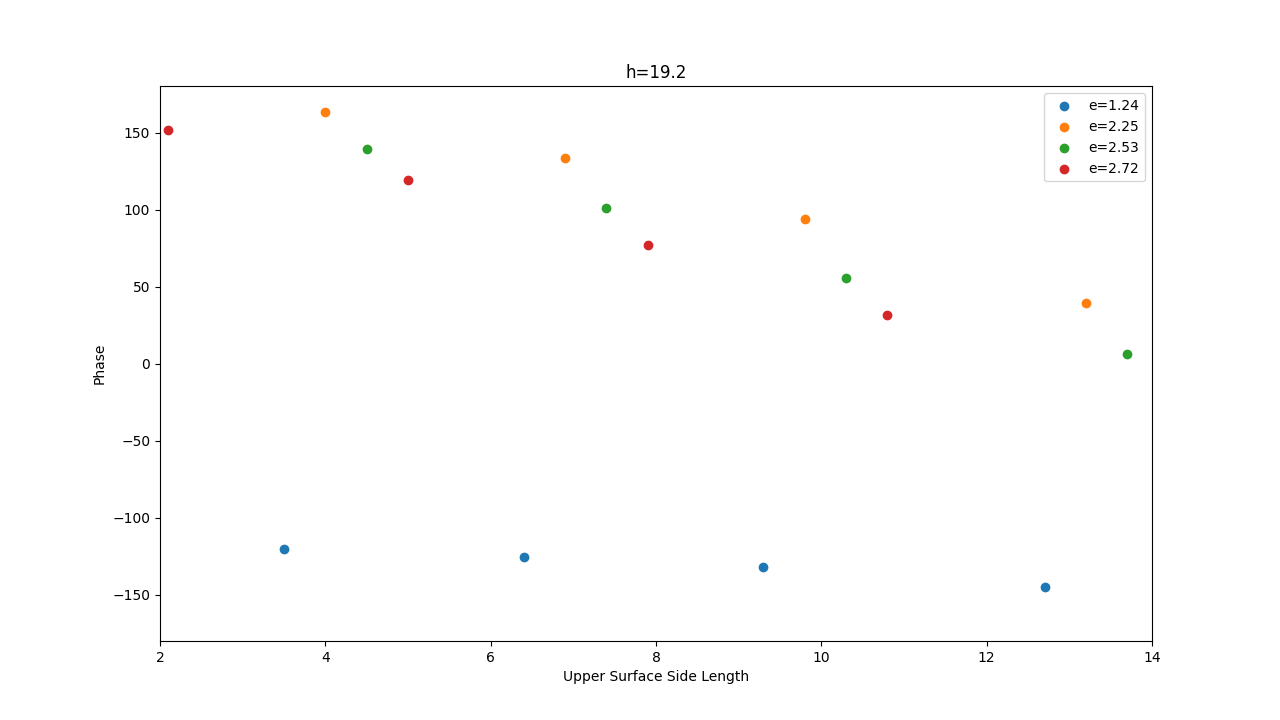 h=19.2
e=1.24
e=2.25
e=2.53
e=2.72
150
100
50
0
−50
−100
−150
Phase
2 4 6 8 10 12 14
Upper Surface Side Length